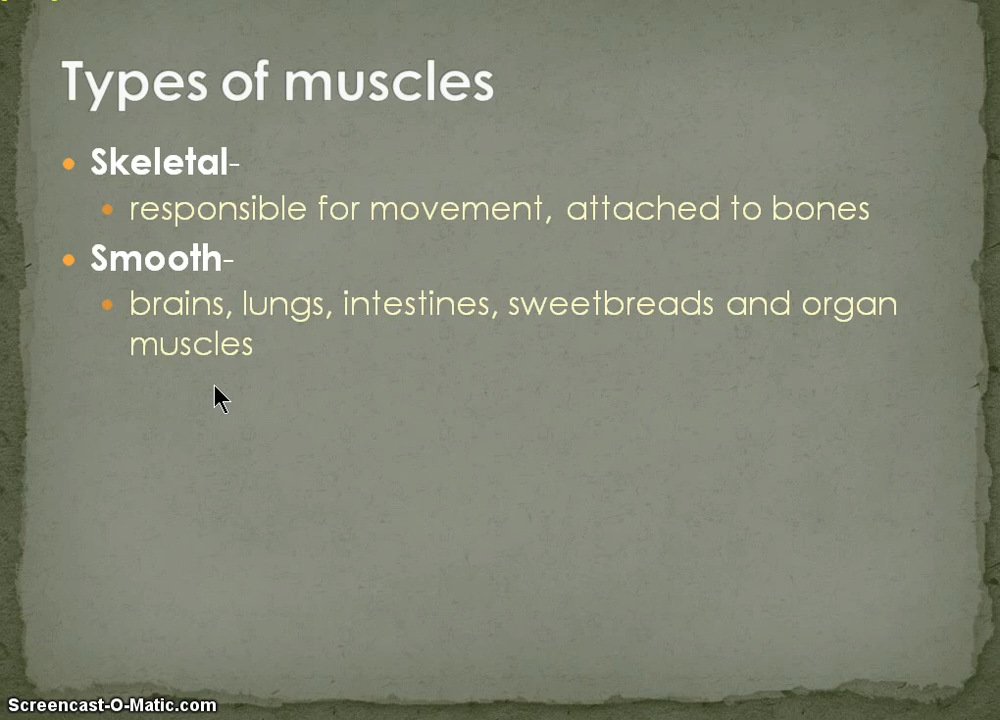 Types of muscles
Skeletal-
responsible for movement, attached to bones
Smooth-
brains, lungs, intestines, sweetbreads and organ
muscles
Screencast-O-Matic.com